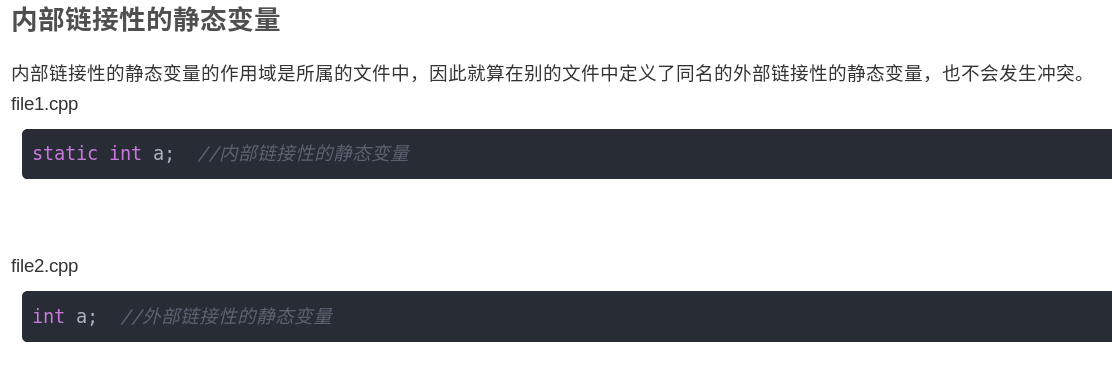 内部链接性的静态变量
内部链接性的静态变量的作用域是所属的文件中，因此就算在别的文件中定义了同名的外部链接性的静态变量，也不会发生冲突。
file1.cpp
static int a;  //内部链接性的静态变量
file2.cpp
int a;  //外部链接性的静态变量